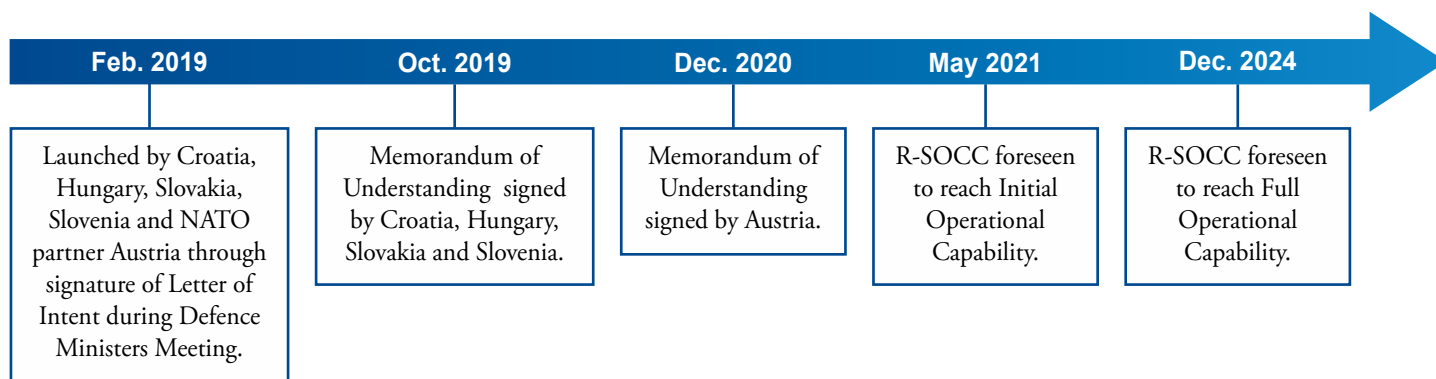 Feb. 2019
Oct. 2019
Dec. 2020
May 2021
Dec. 2024
Launched by Croatia,
Hungary, Slovakia,
Slovenia and NATO
partner Austria through
signature of Letter of
Intent during Defence
Ministers Meeting.
Memorandum of
Understanding signed
by Croatia, Hungary,
Slovakia and Slovenia.
Memorandum of
Understanding
signed by Austria.
R-SOCC foreseen
to reach Initial
Operational
Capability.
R-SOCC foreseen
to reach Full
Operational
Capability.